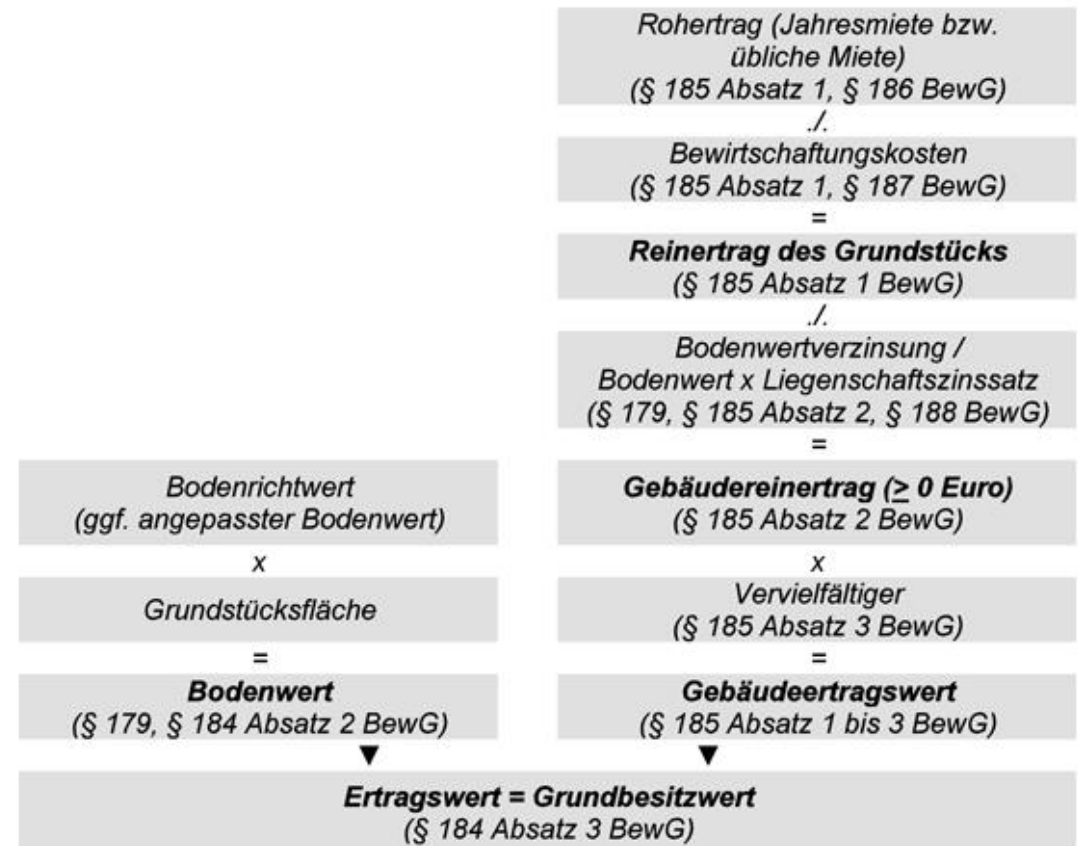 Rohertrag (Jahresmiete bzw.
übliche Miete)
(§ 185 Absatz 1, § 186 BewG)
./.
Bewirtschaftungskosten
(§ 185 Absatz 1, § 187 BewG)
=
Reinertrag des Grundstücks
(§ 185 Absatz 1 BewG)
./.
Bodenwertverzinsung /
Bodenwert x Liegenschaftszinssatz
(§ 179, § 185 Absatz 2, § 188 BewG)
=
Bodenrichtwert
(ggf. angepasster Bodenwert)
x
Grundstücksfläche
=
Bodenwert
(§ 179, § 184 Absatz 2 BewG)
Gebäudereinertrag (≥ 0 Euro)
(§ 185 Absatz 2 BewG)
x
Vervielfältiger
(§ 185 Absatz 3 BewG)
=
Gebäudeertragswert
(§ 185 Absatz 1 bis 3 BewG)
▼ ▼
Ertragswert = Grundbesitzwert
(§ 184 Absatz 3 BewG)